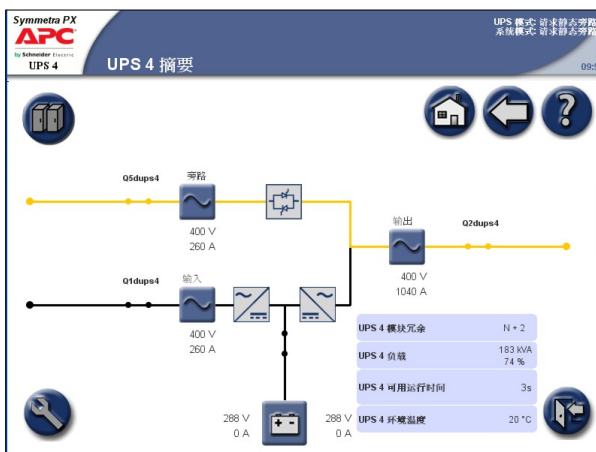 Symmetra PX
APC
by Schneider Electric
UPS 4
UPS 4 摘要
UPS 模式: 请求静态旁路
系统模式: 请求静态旁路
09:
?
Q5dups4
旁路
400 V
260 A
输出
Q2dups4
400 V
1040 A
Q1dups4
输入
400 V
260 A
UPS 4 模块冗余 N + 2
UPS 4 负载 183 kVA
74 %
UPS 4 可用运行时间 3s
UPS 4 环境温度 20 °C
288 V
0 A
288 V
0 A